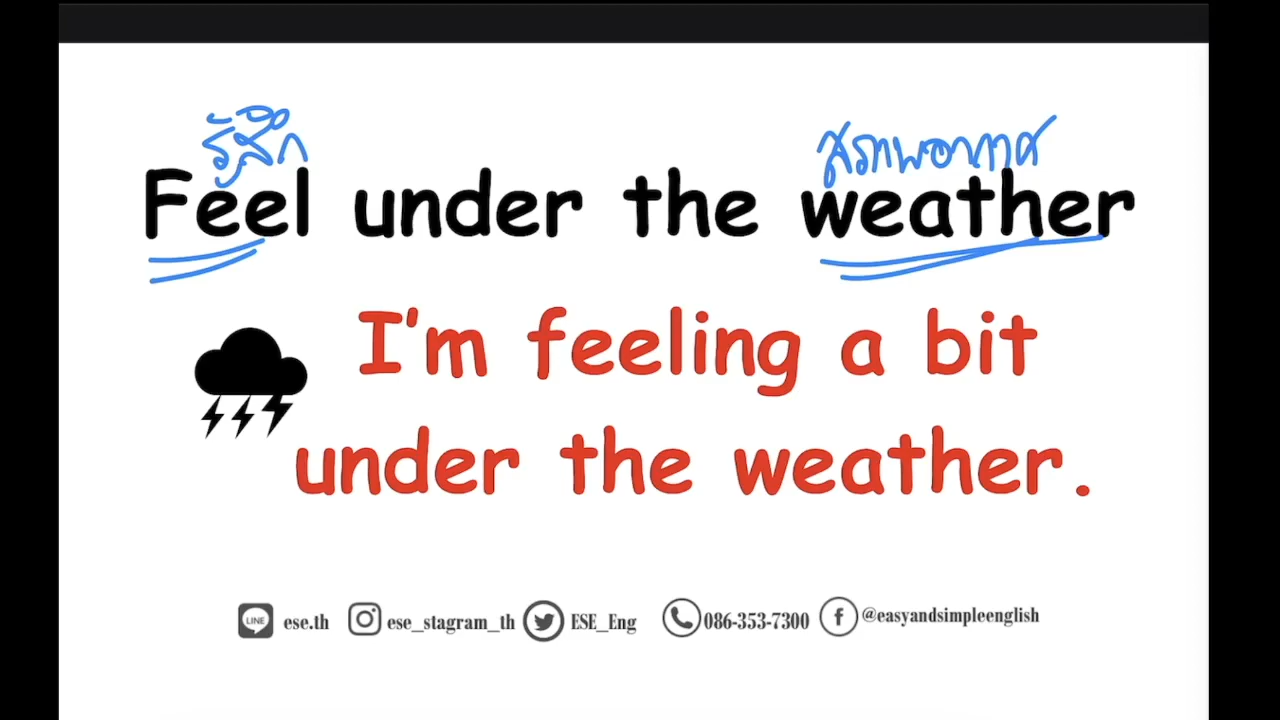 รู้สึก สภาพอากาศ
Feel under the weather
I'm feeling a bit
under the weather.
LINE ese.th ese_stagram_th ESE_Eng 086-353-7300 f @easyandsimpleenglish